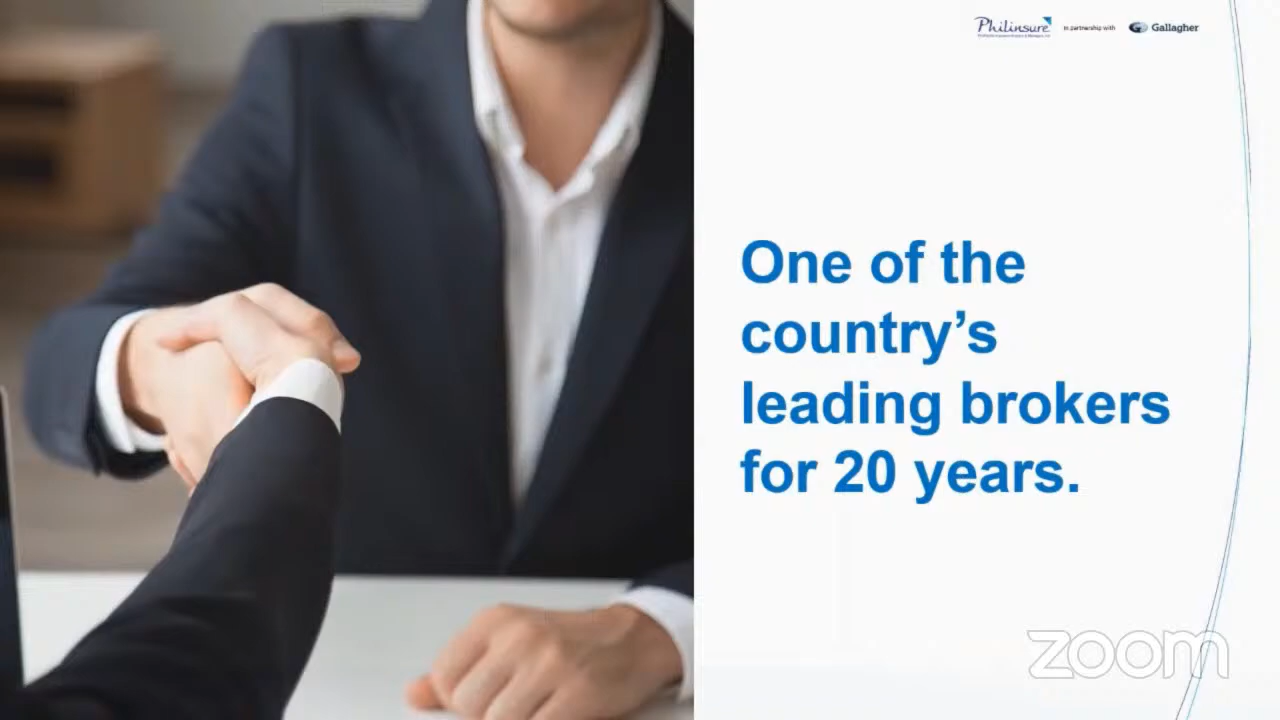 Philinsure In partnership with Gallagher
One of the
country’s
leading brokers
for 20 years.
zoom